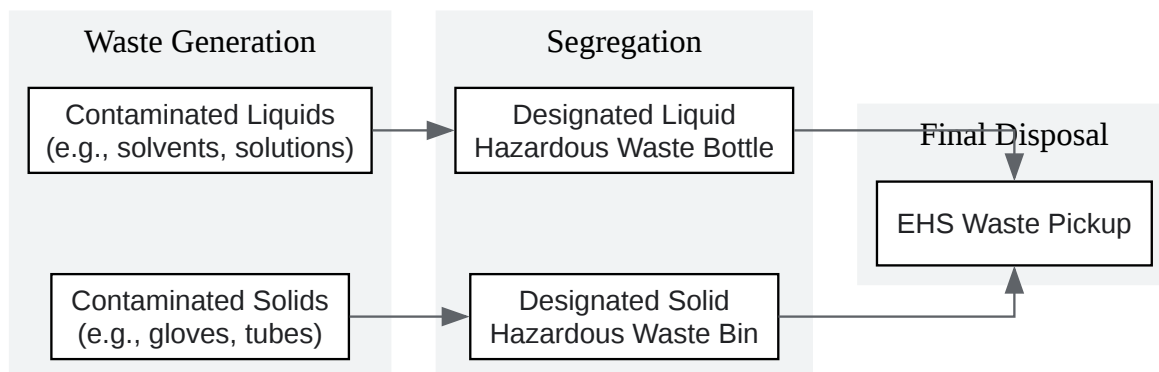 Waste Generation
Contaminated Liquids
(e.g., solvents, solutions)
Contaminated Solids
(e.g., gloves, tubes)
Segregation
Designated Liquid
Hazardous Waste Bottle
Designated Solid
Hazardous Waste Bin
Final Disposal
EHS Waste Pickup